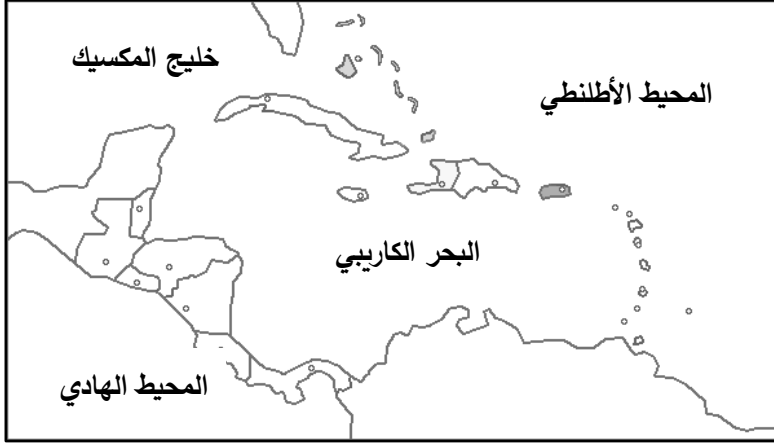 خليج المكسيك
المحيط الأطلنطي
البحر الكاريبي
المحيط الهادي